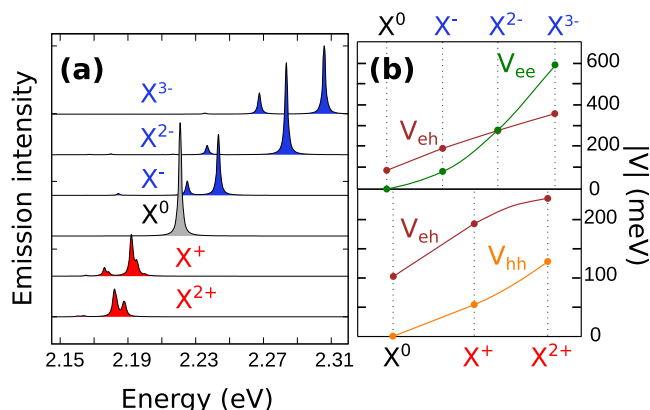 X⁰ X⁻ X²⁻ X³⁻
(a)
X³⁻
X²⁻
X⁻
X⁰
X⁺
X²⁺
Emission intensity
2.15 2.19 2.23 2.27 2.31
Energy (eV)
(b)
Vee
Veh
600
400
200
0
Veh
Vhh
200
100
0
|V| (meV)
X⁰ X⁺ X²⁺